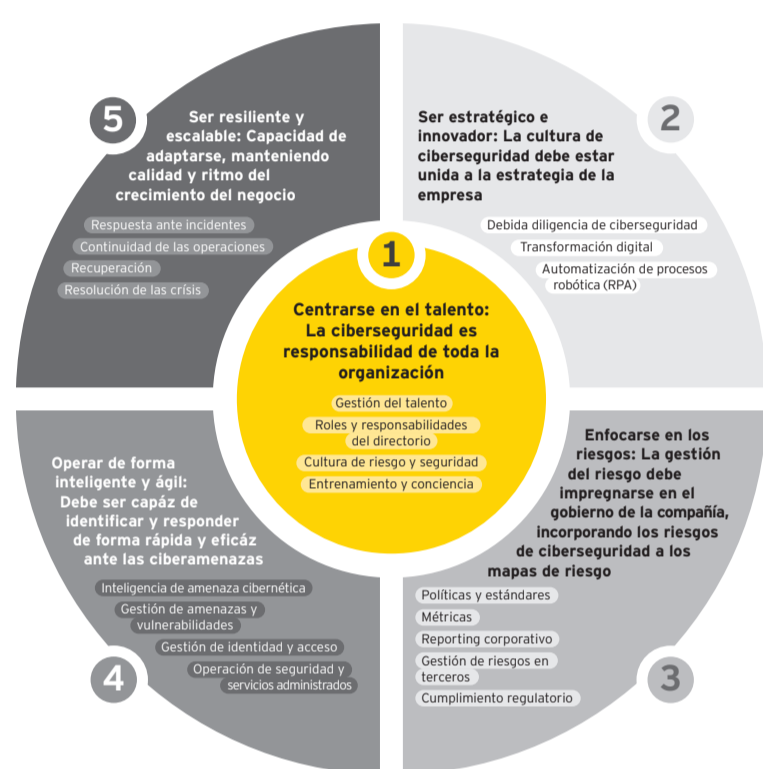 5
Ser resiliente y
escalable: Capacidad de
adaptarse, manteniendo
calidad y ritmo del
crecimiento del negocio
Respuesta ante incidentes
Continuidad de las operaciones
Recuperación
Resolución de las crísis
2
Ser estratégico e
innovador: La cultura de
ciberseguridad debe estar
unida a la estrategia de la
empresa
Debida diligencia de ciberseguridad
Transformación digital
Automatización de procesos
robótica (RPA)
1
Centrarse en el talento:
La ciberseguridad es
responsabilidad de toda la
organización
Gestión del talento
Roles y responsabilidades
del directorio
Cultura de riesgo y seguridad
Entrenamiento y conciencia
Operar de forma
inteligente y ágil:
Debe ser capáz de
identificar y responder
de forma rápida y eficáz
ante las ciberamenazas
Inteligencia de amenaza cibernética
Gestión de amenazas y
vulnerabilidades
Gestión de identidad y acceso
Operación de seguridad y
servicios administrados
4
Enfocarse en los
riesgos: La gestión
del riesgo debe
impregnarse en el
gobierno de la compañía,
incorporando los riesgos
de ciberseguridad a los
mapas de riesgo
Políticas y estándares
Métricas
Reporting corporativo
Gestión de riesgos en
terceros
Cumplimiento regulatorio
3